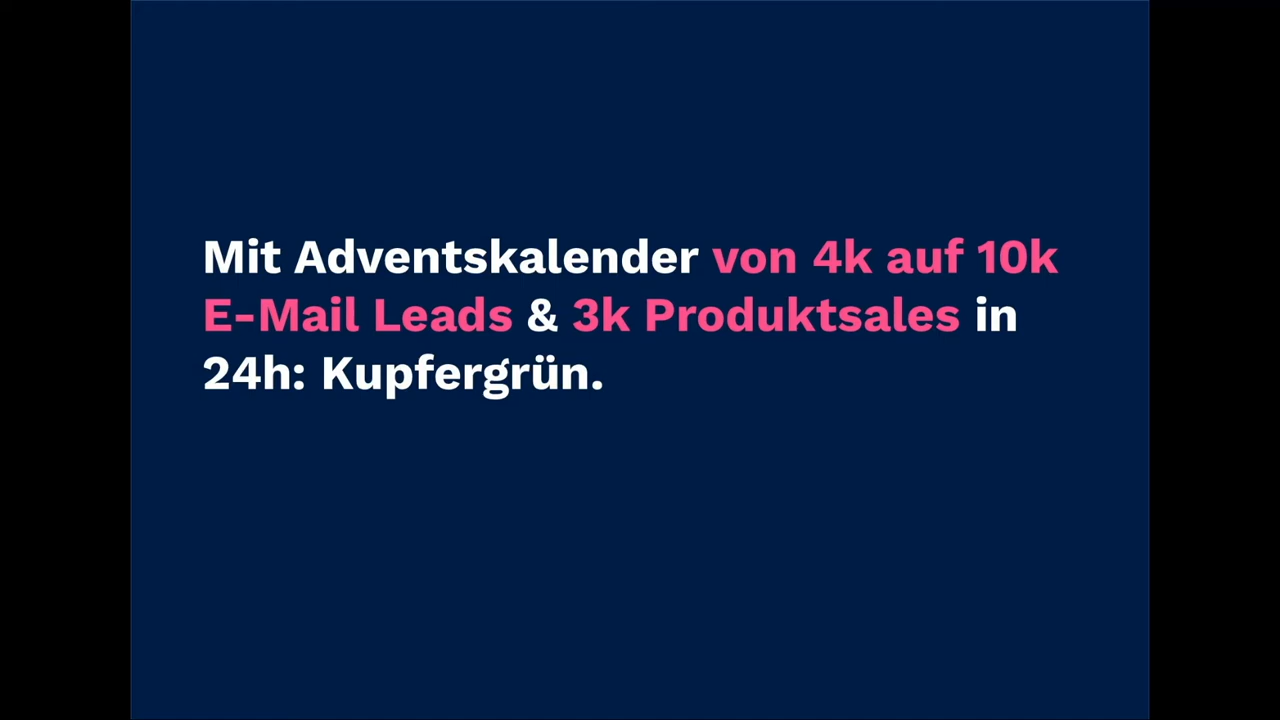 Mit Adventskalender von 4k auf 10k
E-Mail Leads & 3k Produktsales in
24h: Kupfergrün.